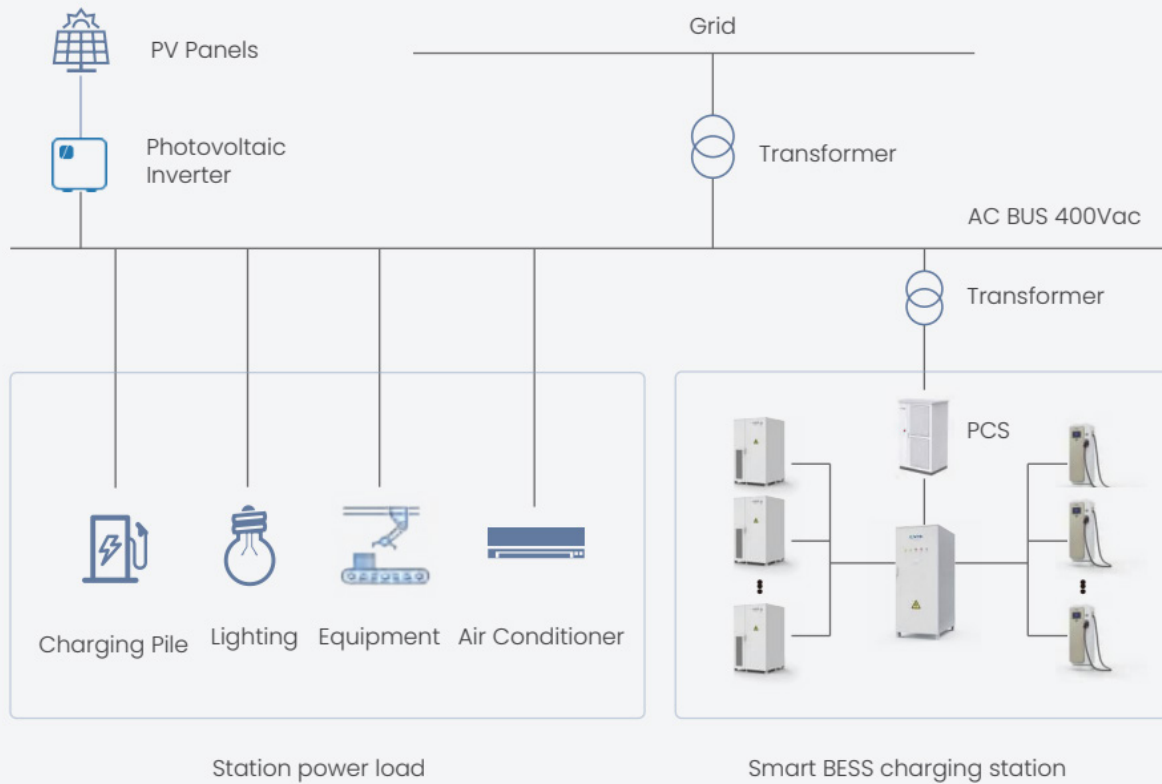 PV Panels
Grid
Photovoltaic
Inverter
Transformer
AC BUS 400Vac
Transformer
PCS
Charging Pile
Lighting
Equipment
Air Conditioner
Station power load
Smart BESS charging station